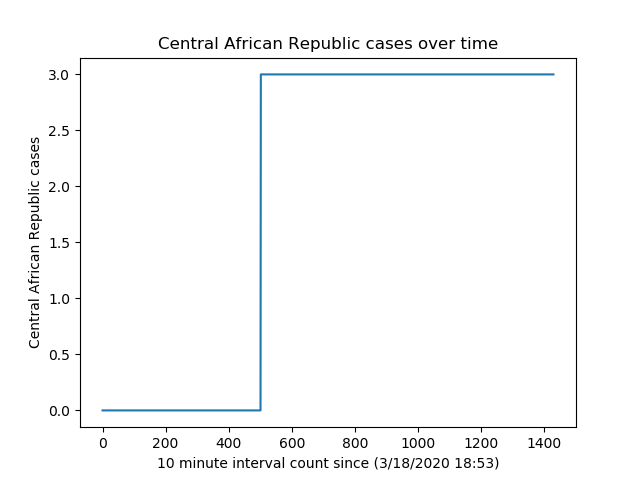 Central African Republic cases over time
3.0
2.5
2.0
1.5
1.0
0.5
0.0
Central African Republic cases
0 200 400 600 800 1000 1200 1400
10 minute interval count since (3/18/2020 18:53)